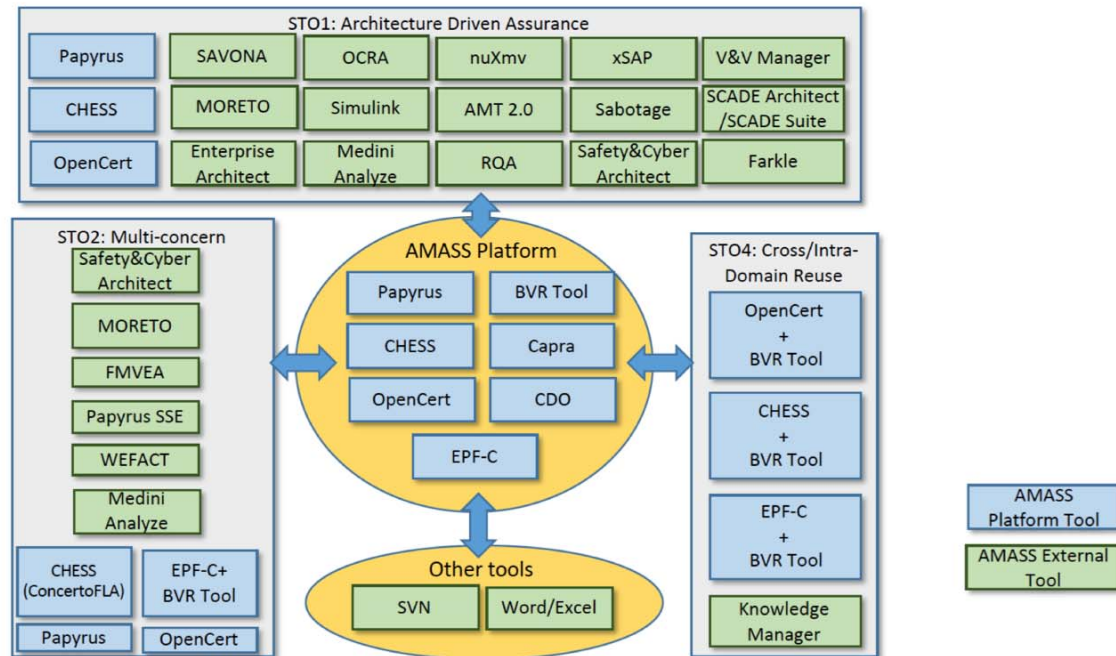 STO1: Architecture Driven Assurance
Papyrus
SAVONA
OCRA
nuXmv
xSAP
V&V Manager
CHESS
MORETO
Simulink
AMT 2.0
Sabotage
SCADE Architect
/SCADE Suite
OpenCert
Enterprise
Architect
Medini
Analyze
RQA
Safety&Cyber
Architect
Farkle
STO2: Multi-concern
Safety&Cyber
Architect
MORETO
FMVEA
Papyrus SSE
WEFACT
Medini
Analyze
CHESS
(ConcertoFLA)
EPF-C+
BVR Tool
Papyrus
OpenCert
AMASS Platform
Papyrus
BVR Tool
CHESS
Capra
OpenCert
CDO
EPF-C
Other tools
SVN
Word/Excel
STO4: Cross/Intra-
Domain Reuse
OpenCert
+
BVR Tool
CHESS
+
BVR Tool
EPF-C
+
BVR Tool
Knowledge
Manager
AMASS
Platform Tool
AMASS External
Tool